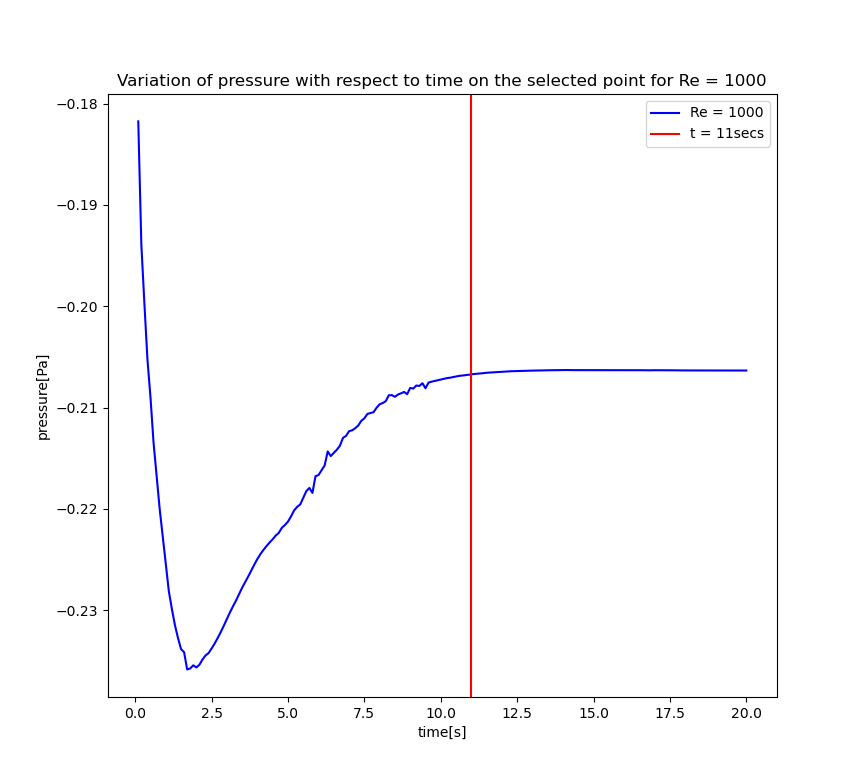 Variation of pressure with respect to time on the selected point for Re = 1000
Re = 1000
t = 11secs
−0.18
−0.19
−0.20
−0.21
−0.22
−0.23
pressure[Pa]
0.0 2.5 5.0 7.5 10.0 12.5 15.0 17.5 20.0
time[s]